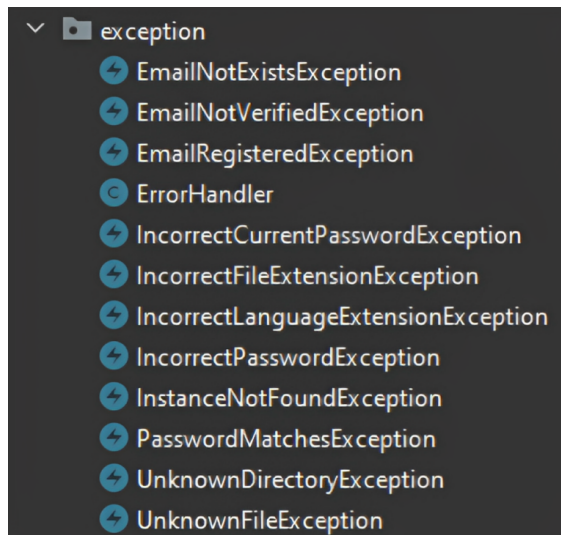 exception
EmailNotExistsException
EmailNotVerifiedException
EmailRegisteredException
ErrorHandler
IncorrectCurrentPasswordException
IncorrectFileExtensionException
IncorrectLanguageExtensionException
IncorrectPasswordException
InstanceNotFoundException
PasswordMatchesException
UnknownDirectoryException
UnknownFileException